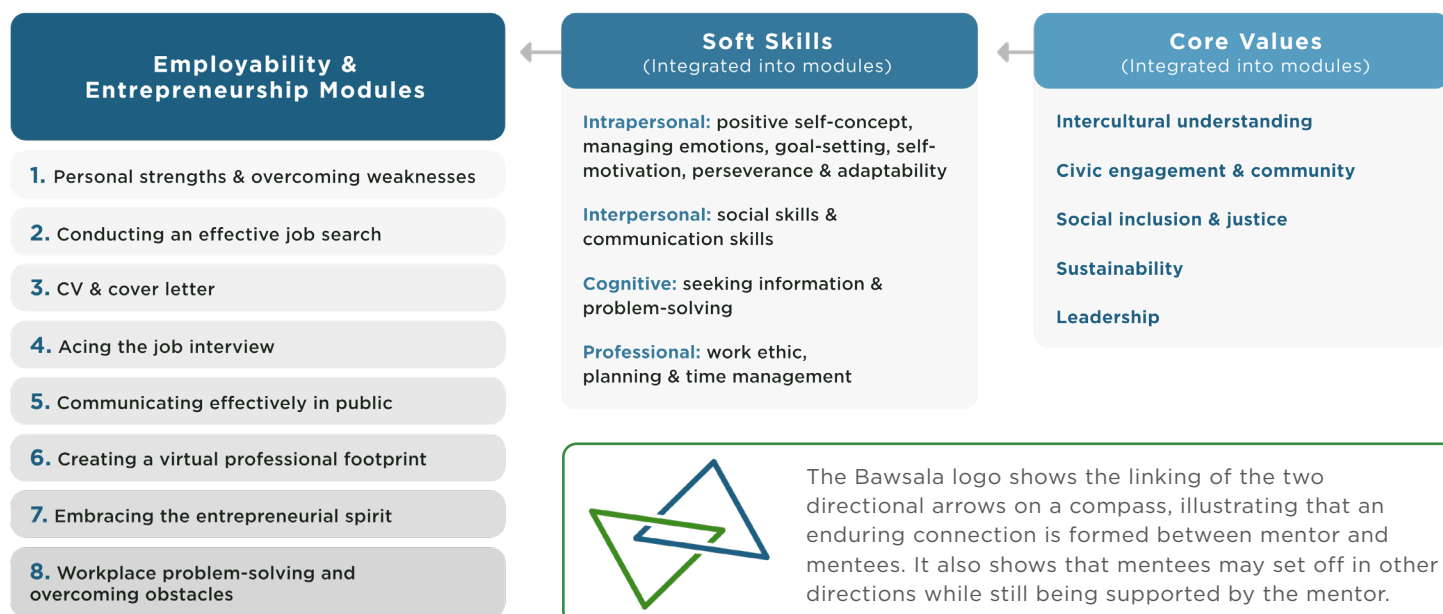 Employability &
Entrepreneurship Modules
1. Personal strengths & overcoming weaknesses
2. Conducting an effective job search
3. CV & cover letter
4. Acing the job interview
5. Communicating effectively in public
6. Creating a virtual professional footprint
7. Embracing the entrepreneurial spirit
8. Workplace problem-solving and
overcoming obstacles
Soft Skills
(Integrated into modules)
Intrapersonal: positive self-concept,
managing emotions, goal-setting, self-
motivation, perseverance & adaptability
Interpersonal: social skills &
communication skills
Cognitive: seeking information &
problem-solving
Professional: work ethic,
planning & time management
Core Values
(Integrated into modules)
Intercultural understanding
Civic engagement & community
Social inclusion & justice
Sustainability
Leadership
The Bawsala logo shows the linking of the two
directional arrows on a compass, illustrating that an
enduring connection is formed between mentor and
mentees. It also shows that mentees may set off in other
directions while still being supported by the mentor.